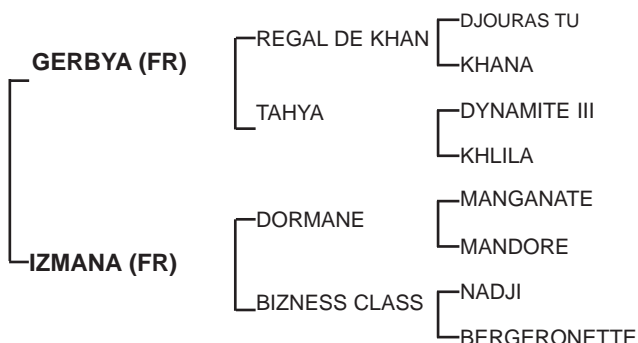 GERBYA (FR)
REGAL DE KHAN
DJOURAS TU
KHANA
TAHYA
DYNAMITE III
KHLILA
IZMANA (FR)
DORMANE
MANGANATE
MANDORE
BIZNESS CLASS
NADJI
BERGERONETTE